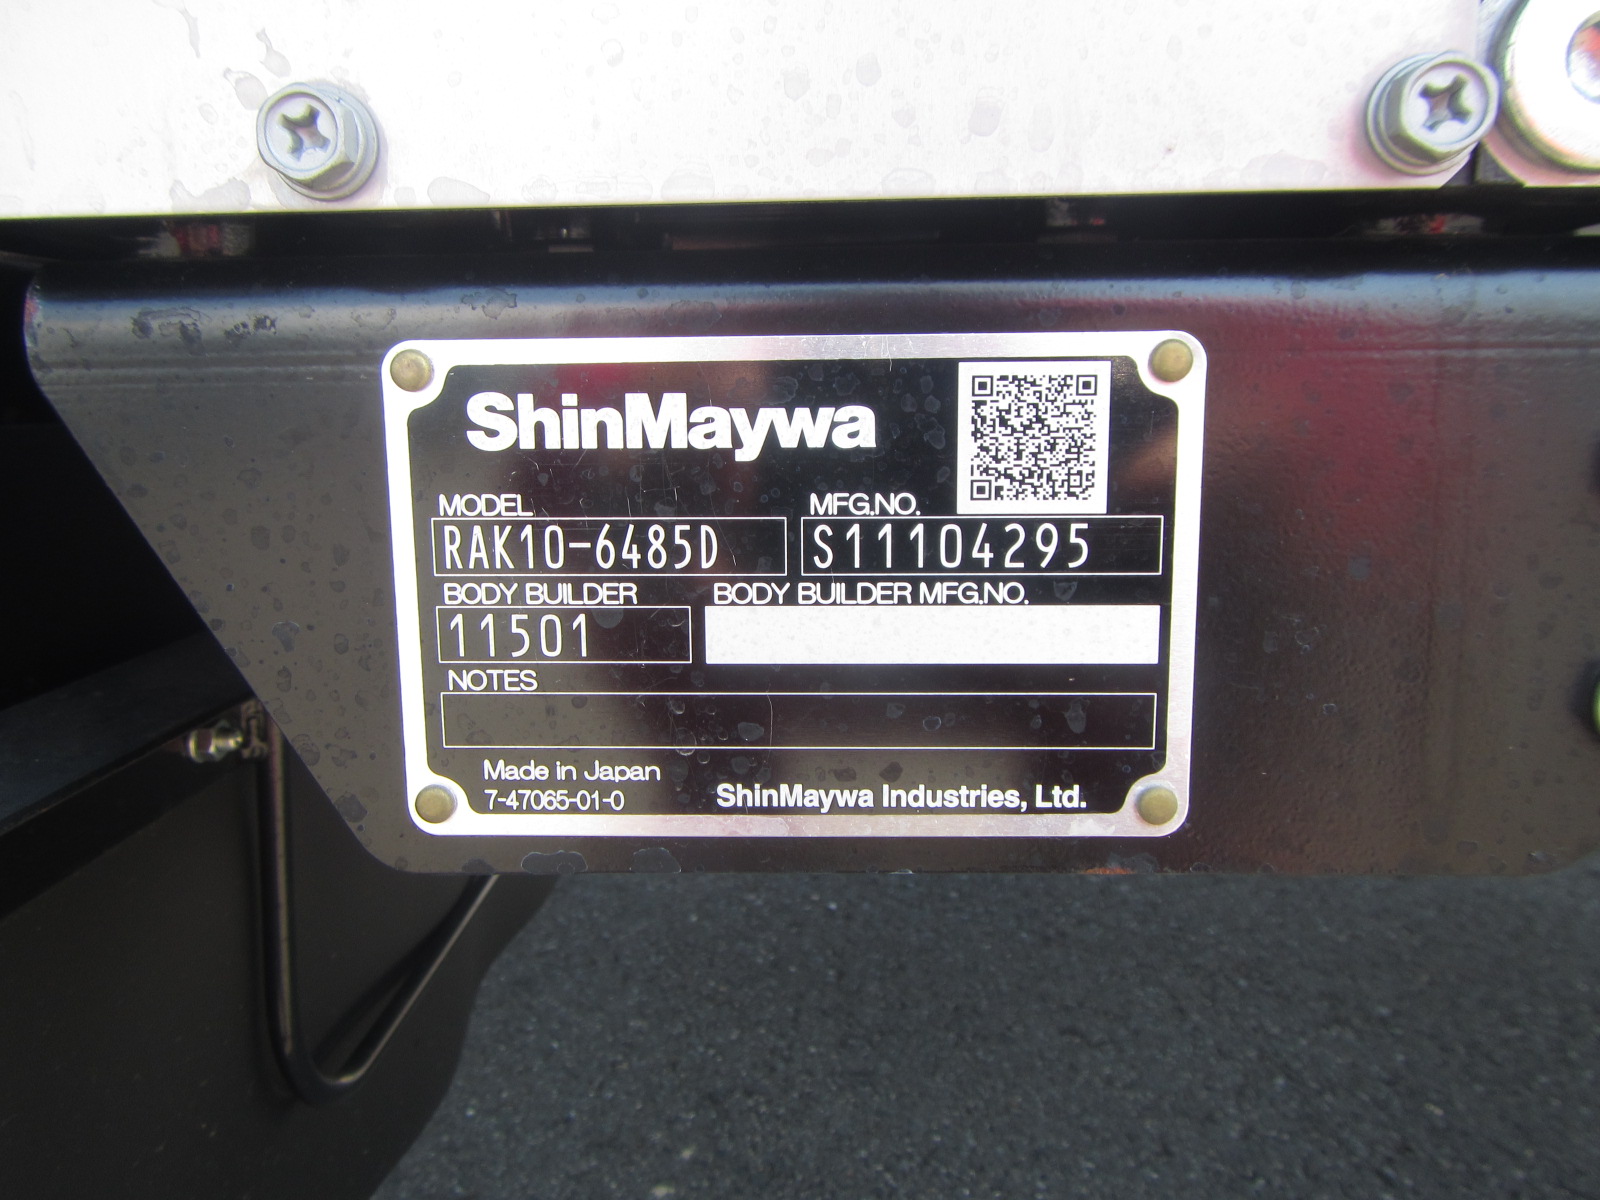 ShinMaywa
MODEL MFG.NO.
RAK10-6485D S11104295
BODY BUILDER BODY BUILDER MFG.NO.
11501
NOTES
Made in Japan
7-47065-01-0 ShinMaywa Industries, Ltd.